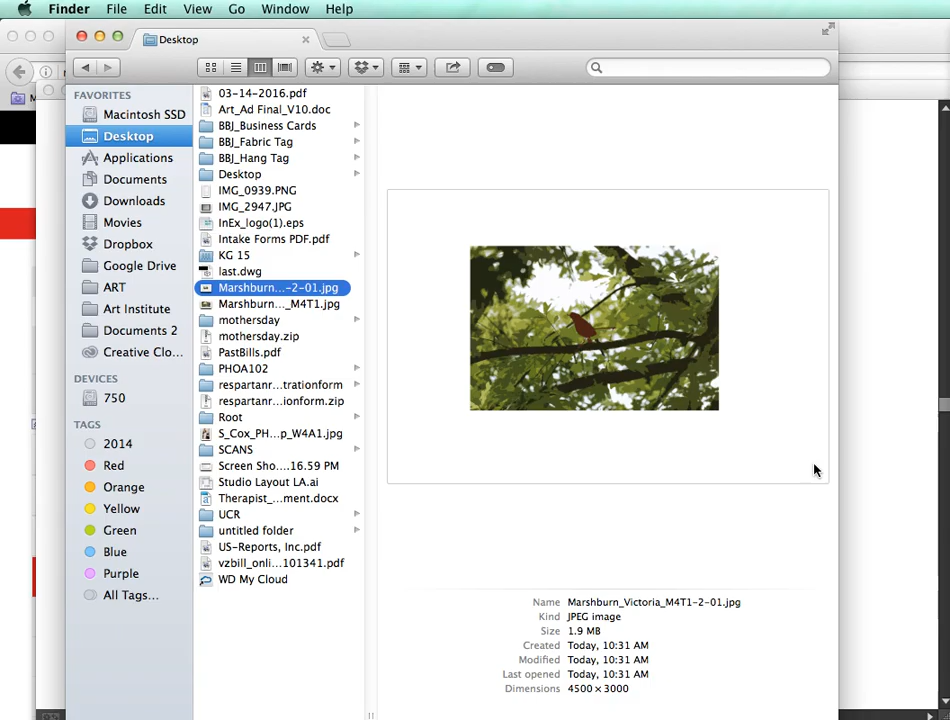 Finder File Edit View Go Window Help
Desktop
FAVORITES
Macintosh SSD
Desktop
Applications
Documents
Downloads
Movies
Dropbox
Google Drive
ART
Art Institute
Documents 2
Creative Clo...
DEVICES
750
TAGS
2014
Red
Orange
Yellow
Green
Blue
Purple
All Tags...
03-14-2016.pdf
Art_Ad Final_V10.doc
BBJ_Business Cards
BBJ_Fabric Tag
BBJ_Hang Tag
Desktop
IMG_0939.PNG
IMG_2947.JPG
InEx_logo(1).eps
Intake Forms PDF.pdf
KG 15
last.dwg
Marshburn...-2-01.jpg
Marshburn..._M4T1.jpg
mothersday
mothersday.zip
PastBills.pdf
PHOA102
respartanr...trationform
respartanr...ionform.zip
Root
S_Cox_PH...p_W4A1.jpg
SCANS
Screen Sho....16.59 PM
Studio Layout LA.ai
Therapist_...ment.docx
UCR
untitled folder
US-Reports, Inc.pdf
vzbill_onli...101341.pdf
WD My Cloud
Name Marshburn_Victoria_M4T1-2-01.jpg
Kind JPEG image
Size 1.9 MB
Created Today, 10:31 AM
Modified Today, 10:31 AM
Last opened Today, 10:31 AM
Dimensions 4500 × 3000